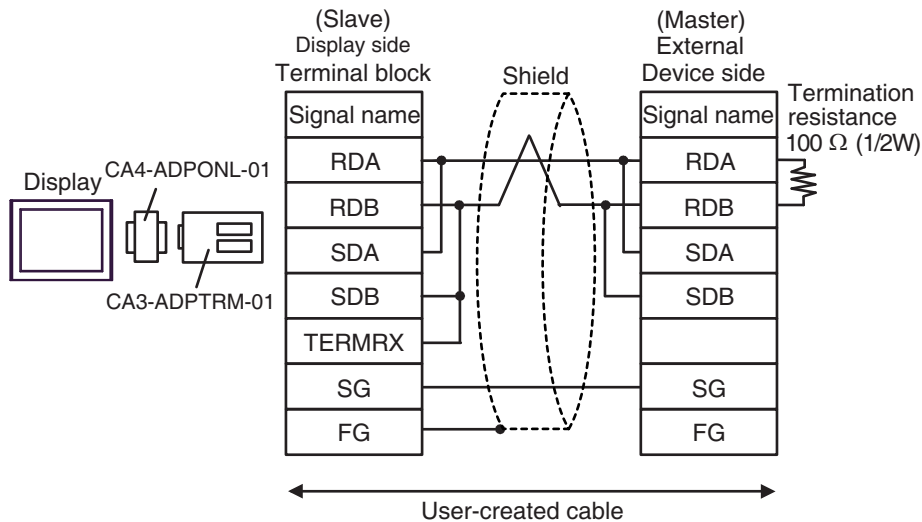 (Slave)
Display side
Terminal block
Shield
(Master)
External
Device side
Termination
resistance
100 Ω (1/2W)
Signal name
Signal name
RDA
RDA
Display
CA4-ADPONL-01
RDB
RDB
SDA
SDA
CA3-ADPTRM-01
SDB
SDB
TERMRX
SG
SG
FG
FG
User-created cable